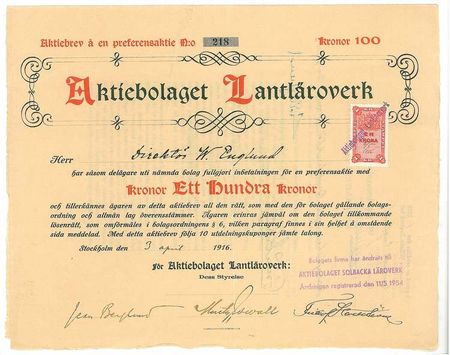 Aktiebrev å en preferensaktie N:o 218 Kronor 100
Aktiebolaget Lantläroverk
EN
KRONA
Herr Direktör W. Englund
har såsom delägare uti nämnda bolag fullgjort inbetalningen för en preferensaktie med
Kronor Ett Hundra Kronor
och tillerkännes ägaren av detta aktiebrev all den rätt, som med den för bolaget gällande bolags-
ordning och allmän lag överensstämmer. Ägaren erinras jämväl om den bolaget tillkommande
lösenrätt, som omförmäles i bolagsordningens § 6, vilken paragraf finnes i sin helhet å omstående
sida meddelad. Med detta aktiebrev följa 10 utdelningskuponger jämte talong.
Stockholm den 3 april 1916.
För Aktiebolaget Lantläroverk:
Dess Styrelse
Bolagets firma har ändrats till
AKTIEBOLAGET SOLBACKA LÄROVERK
Ändringen registrerad den 11/5 1954
Jean Berglund